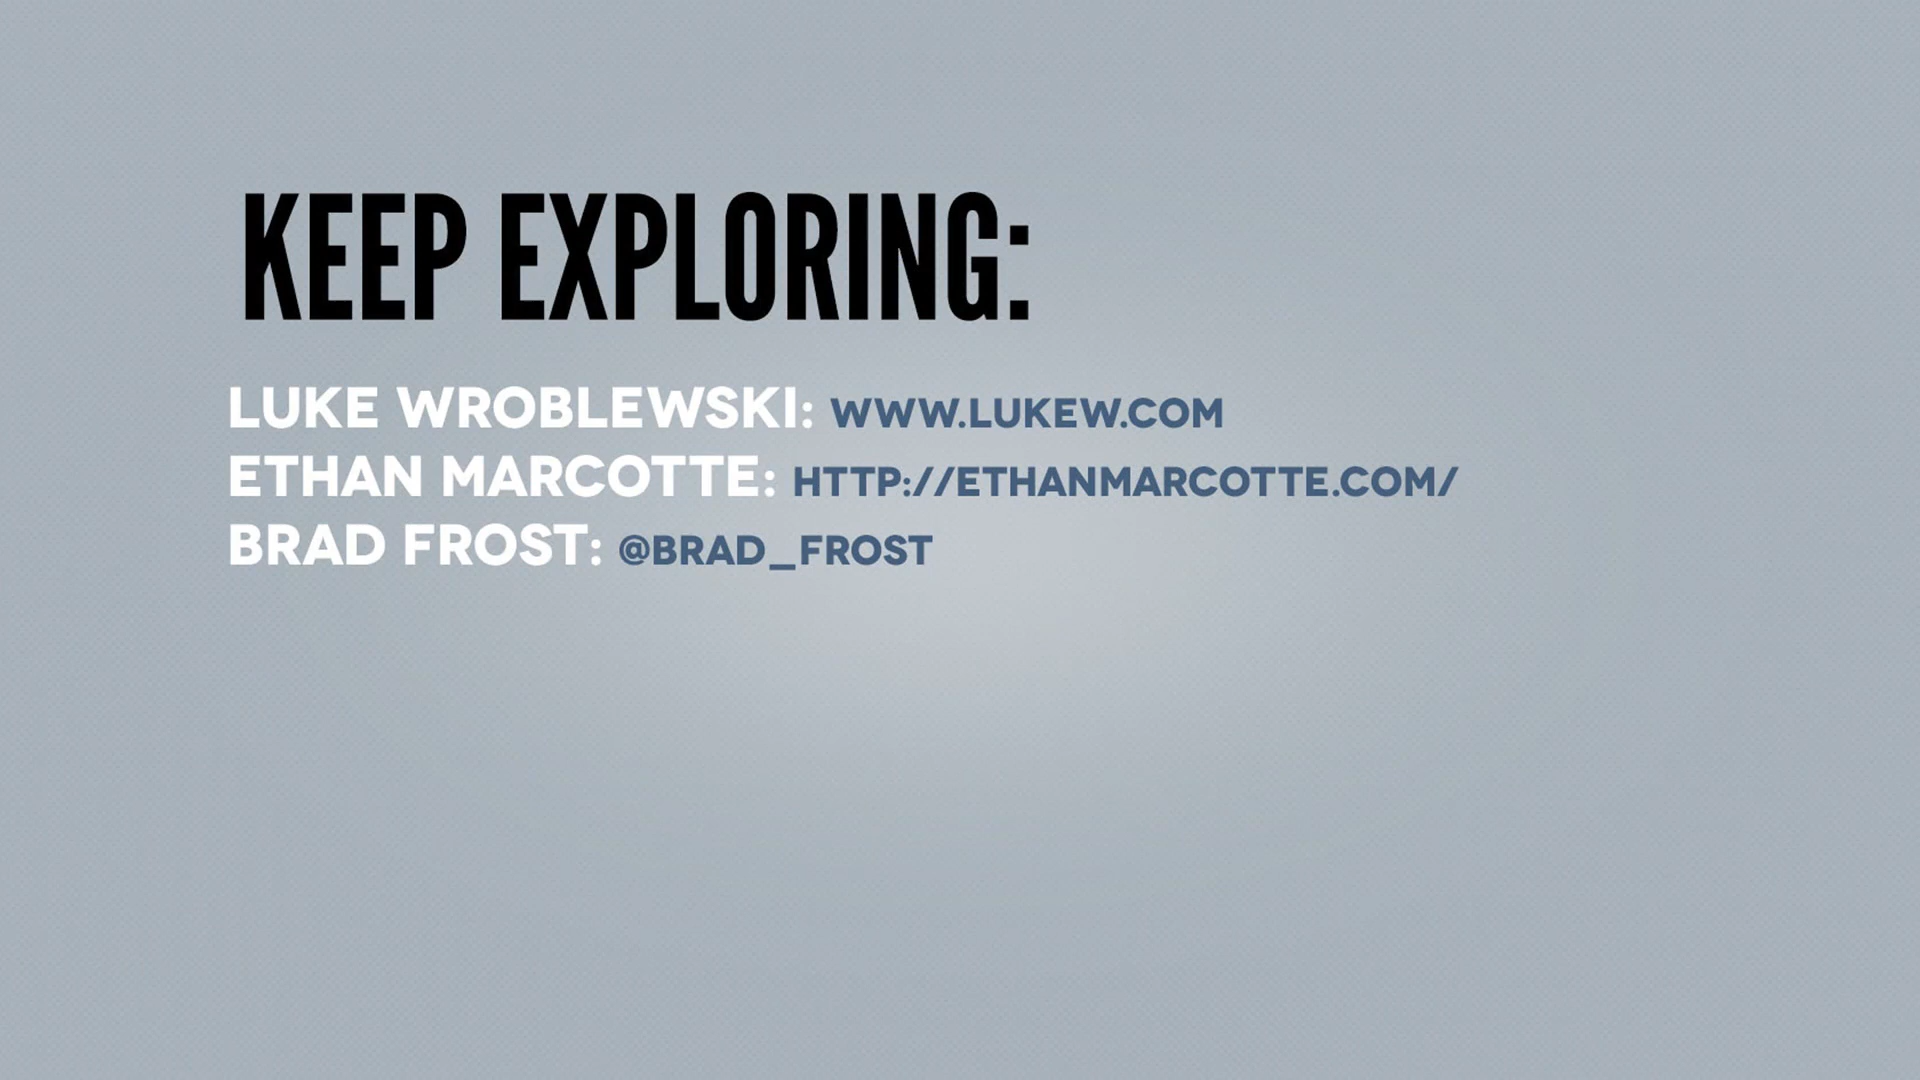 KEEP EXPLORING:
LUKE WROBLEWSKI: WWW.LUKEW.COM
ETHAN MARCOTTE: HTTP://ETHANMARCOTTE.COM/
BRAD FROST: @BRAD_FROST